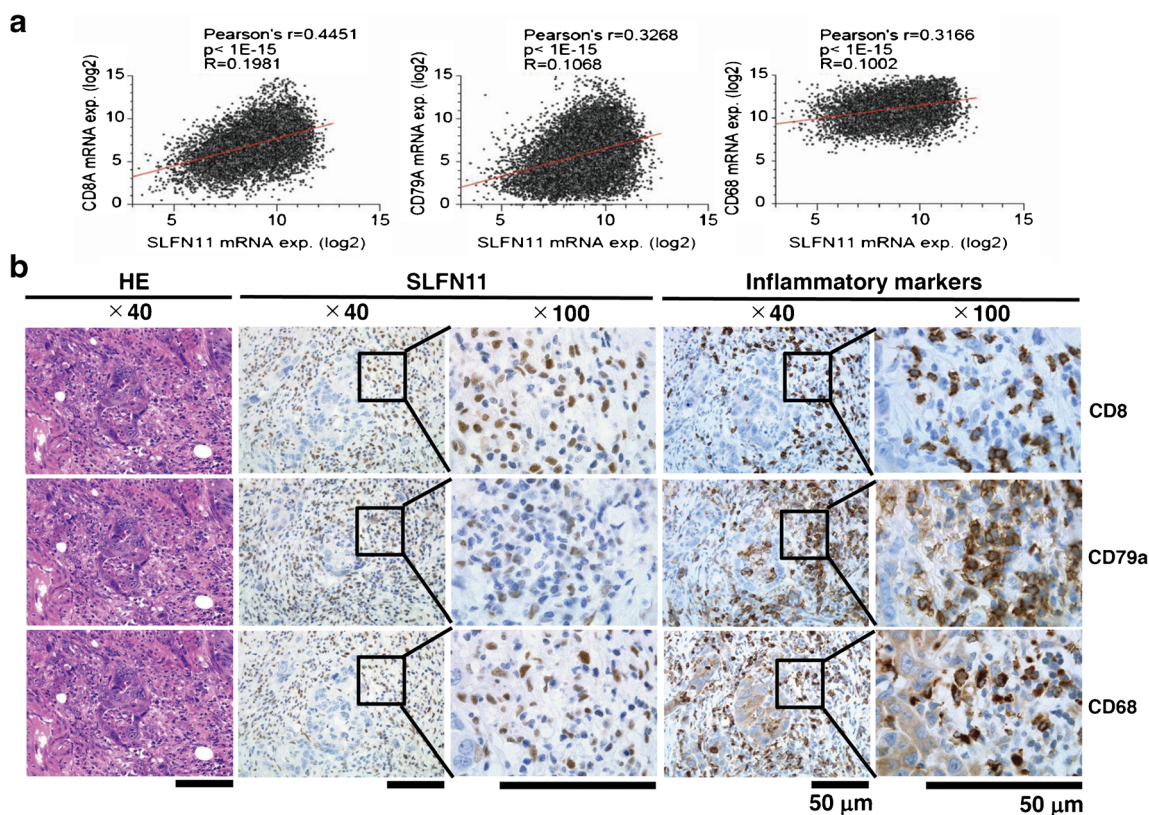 a
Pearson's r=0.4451
p< 1E-15
R=0.1981
CD8A mRNA exp. (log2)
15
10
5
0
5 10 15
SLFN11 mRNA exp. (log2)
Pearson's r=0.3268
p< 1E-15
R=0.1068
CD79A mRNA exp. (log2)
15
10
5
0
5 10 15
SLFN11 mRNA exp. (log2)
Pearson's r=0.3166
p< 1E-15
R=0.1002
CD68 mRNA exp. (log2)
15
10
5
0
5 10 15
SLFN11 mRNA exp. (log2)
b
HE SLFN11 Inflammatory markers
×40 ×40 ×100 ×40 ×100
CD8
CD79a
CD68
50 μm 50 μm